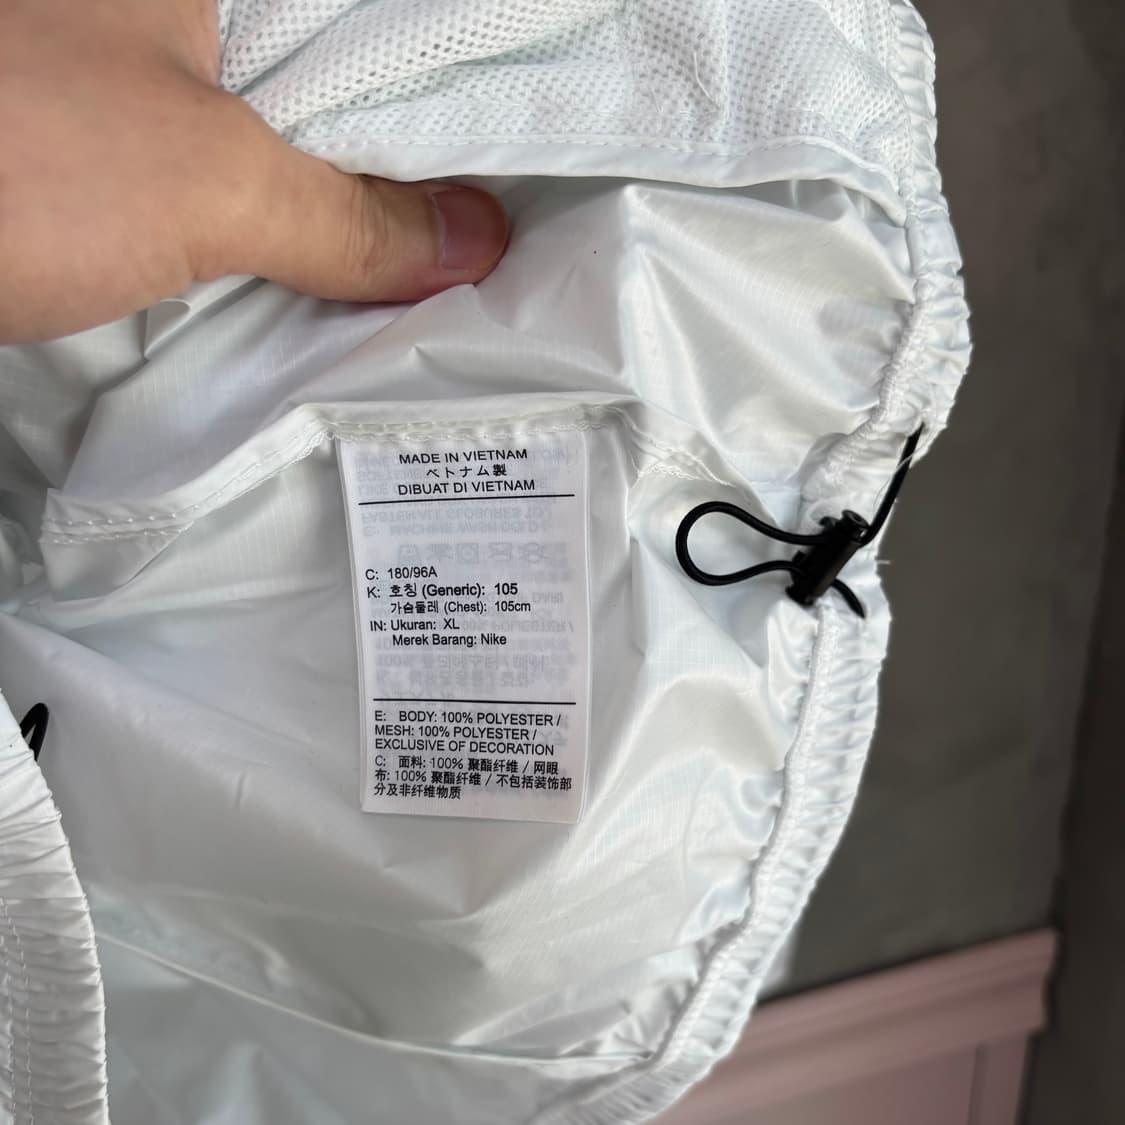 MADE IN VIETNAM
ベトナム製
DIBUAT DI VIETNAM
C: 180/96A
K: 호칭 (Generic): 105
가슴둘레 (Chest): 105cm
IN: Ukuran: XL
Merek Barang: Nike
E: BODY: 100% POLYESTER /
MESH: 100% POLYESTER /
EXCLUSIVE OF DECORATION
C: 面料: 100% 聚酯纤维 / 网眼
布: 100% 聚酯纤维 / 不包括装饰部
分及非纤维物质